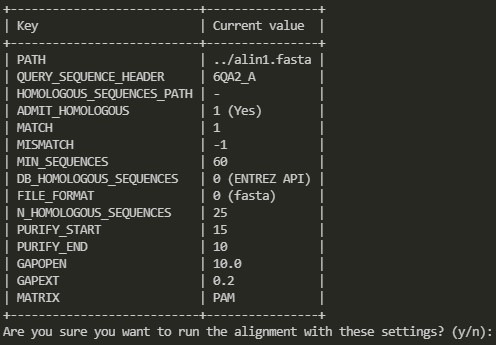 +--------------------------+----------------+
| Key                      | Current value  |
+--------------------------+----------------+
| PATH                     | ../alin1.fasta |
| QUERY_SEQUENCE_HEADER    | 6QA2_A         |
| HOMOLOGOUS_SEQUENCES_PATH | -              |
| ADMIT_HOMOLOGOUS         | 1 (Yes)        |
| MATCH                    | 1              |
| MISMATCH                 | -1             |
| MIN_SEQUENCES            | 60             |
| DB_HOMOLOGOUS_SEQUENCES  | 0 (ENTREZ API) |
| FILE_FORMAT              | 0 (fasta)      |
| N_HOMOLOGOUS_SEQUENCES   | 25             |
| PURIFY_START             | 15             |
| PURIFY_END               | 10             |
| GAPOPEN                  | 10.0           |
| GAPEXT                   | 0.2            |
| MATRIX                   | PAM            |
+--------------------------+----------------+
Are you sure you want to run the alignment with these settings? (y/n):